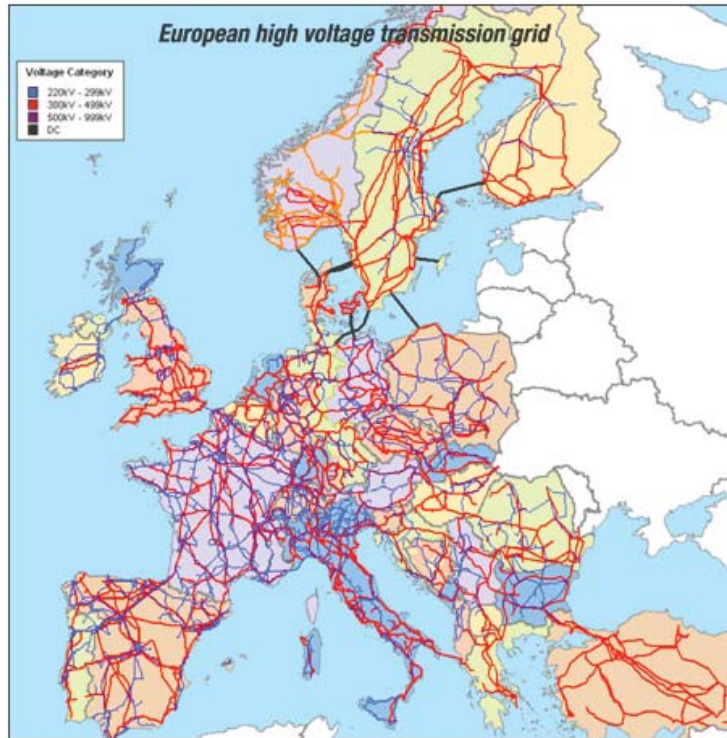 European high voltage transmission grid
Voltage Category
220kV - 299kV
300kV - 499kV
500kV - 999kV
DC